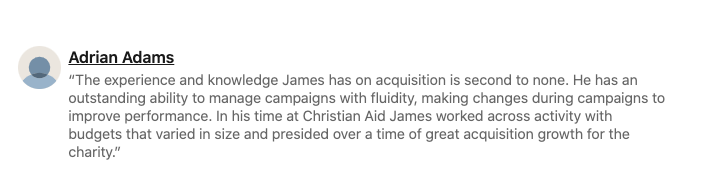 Adrian Adams
“The experience and knowledge James has on acquisition is second to none. He has an
outstanding ability to manage campaigns with fluidity, making changes during campaigns to
improve performance. In his time at Christian Aid James worked across activity with
budgets that varied in size and presided over a time of great acquisition growth for the
charity.”